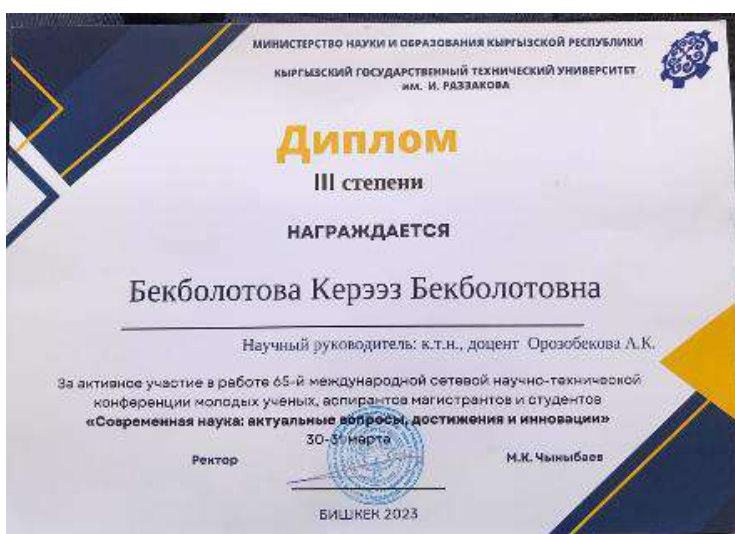 МИНИСТЕРСТВО НАУКИ И ОБРАЗОВАНИЯ КЫРГЫЗСКОЙ РЕСПУБЛИКИ
КЫРГЫЗСКИЙ ГОСУДАРСТВЕННЫЙ ТЕХНИЧЕСКИЙ УНИВЕРСИТЕТ
им. И. РАЗЗАКОВА
Диплом
III степени
НАГРАЖДАЕТСЯ
Бекболотова Керээз Бекболотовна
Научный руководитель: к.т.н., доцент Орозобекова А.К.
За активное участие в работе 65-й международной сетевой научно-технической
конференции молодых ученых, аспирантов магистрантов и студентов
«Современная наука: актуальные вопросы, достижения и инновации»
30-31 марта
Ректор М.К. Чыныбаев
БИШКЕК 2023